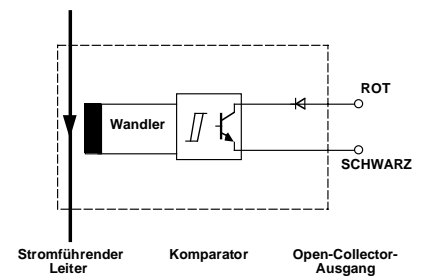 ROT
Wandler
SCHWARZ
Stromführender
Leiter
Komparator
Open-Collector-
Ausgang